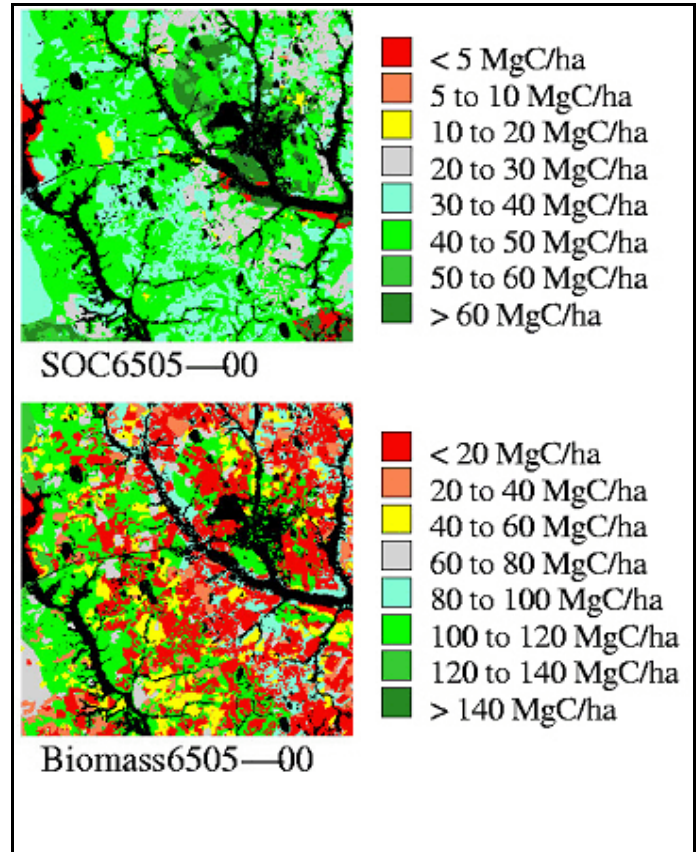 < 5 MgC/ha
5 to 10 MgC/ha
10 to 20 MgC/ha
20 to 30 MgC/ha
30 to 40 MgC/ha
40 to 50 MgC/ha
50 to 60 MgC/ha
> 60 MgC/ha
SOC6505—00
< 20 MgC/ha
20 to 40 MgC/ha
40 to 60 MgC/ha
60 to 80 MgC/ha
80 to 100 MgC/ha
100 to 120 MgC/ha
120 to 140 MgC/ha
> 140 MgC/ha
Biomass6505—00